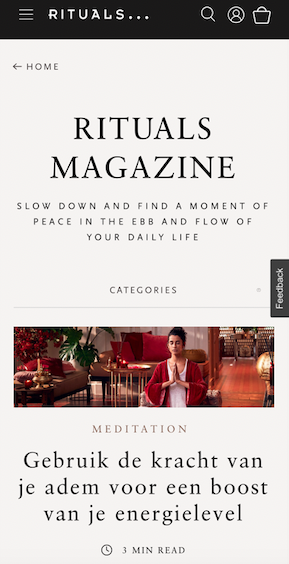 RITUALS...
HOME
RITUALS
MAGAZINE
SLOW DOWN AND FIND A MOMENT OF
PEACE IN THE EBB AND FLOW OF
YOUR DAILY LIFE
CATEGORIES
Feedback
MEDITATION
Gebruik de kracht van
je adem voor een boost
van je energielevel
3 MIN READ